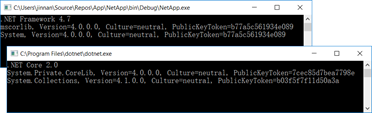 C:\Users\jinnan\Source\Repos\App\NetApp\bin\Debug\NetApp.exe
.NET Framework 4.7
mscorlib, Version=4.0.0.0, Culture=neutral, PublicKeyToken=b77a5c561934e089
System, Version=4.0.0.0, Culture=neutral, PublicKeyToken=b77a5c561934e089
C:\Program Files\dotnet\dotnet.exe
.NET Core 2.0
System.Private.CoreLib, Version=4.0.0.0, Culture=neutral, PublicKeyToken=7cec85d7bea7798e
System.Collections, Version=4.1.0.0, Culture=neutral, PublicKeyToken=b03f5f7f11d50a3a